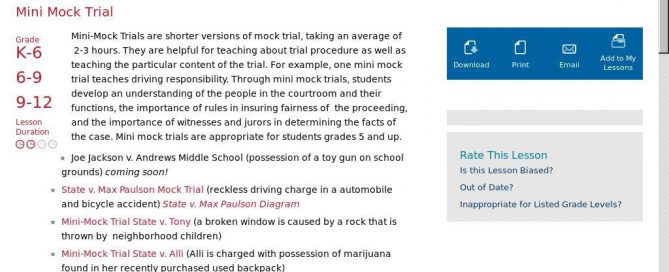 Mini Mock Trial
Grade
K-6
6-9
9-12
Lesson
Duration
Mini-Mock Trials are shorter versions of mock trial, taking an average of
2-3 hours. They are helpful for teaching about trial procedure as well as
teaching the particular content of the trial. For example, one mini mock
trial teaches driving responsibility. Through mini mock trials, students
develop an understanding of the people in the courtroom and their
functions, the importance of rules in insuring fairness of the proceeding,
and the importance of witnesses and jurors in determining the facts of
the case. Mini mock trials are appropriate for students grades 5 and up.
Joe Jackson v. Andrews Middle School (possession of a toy gun on school
grounds) coming soon!
State v. Max Paulson Mock Trial (reckless driving charge in a automobile
and bicycle accident) State v. Max Paulson Diagram
Mini-Mock Trial State v. Tony (a broken window is caused by a rock that is
thrown by neighborhood children)
Mini-Mock Trial State v. Alli (Alli is charged with possession of marijuana
found in her recently purchased used backpack)
Download
Print
Email
Add to My
Lessons
Rate This Lesson
Is this Lesson Biased?
Out of Date?
Inappropriate for Listed Grade Levels?